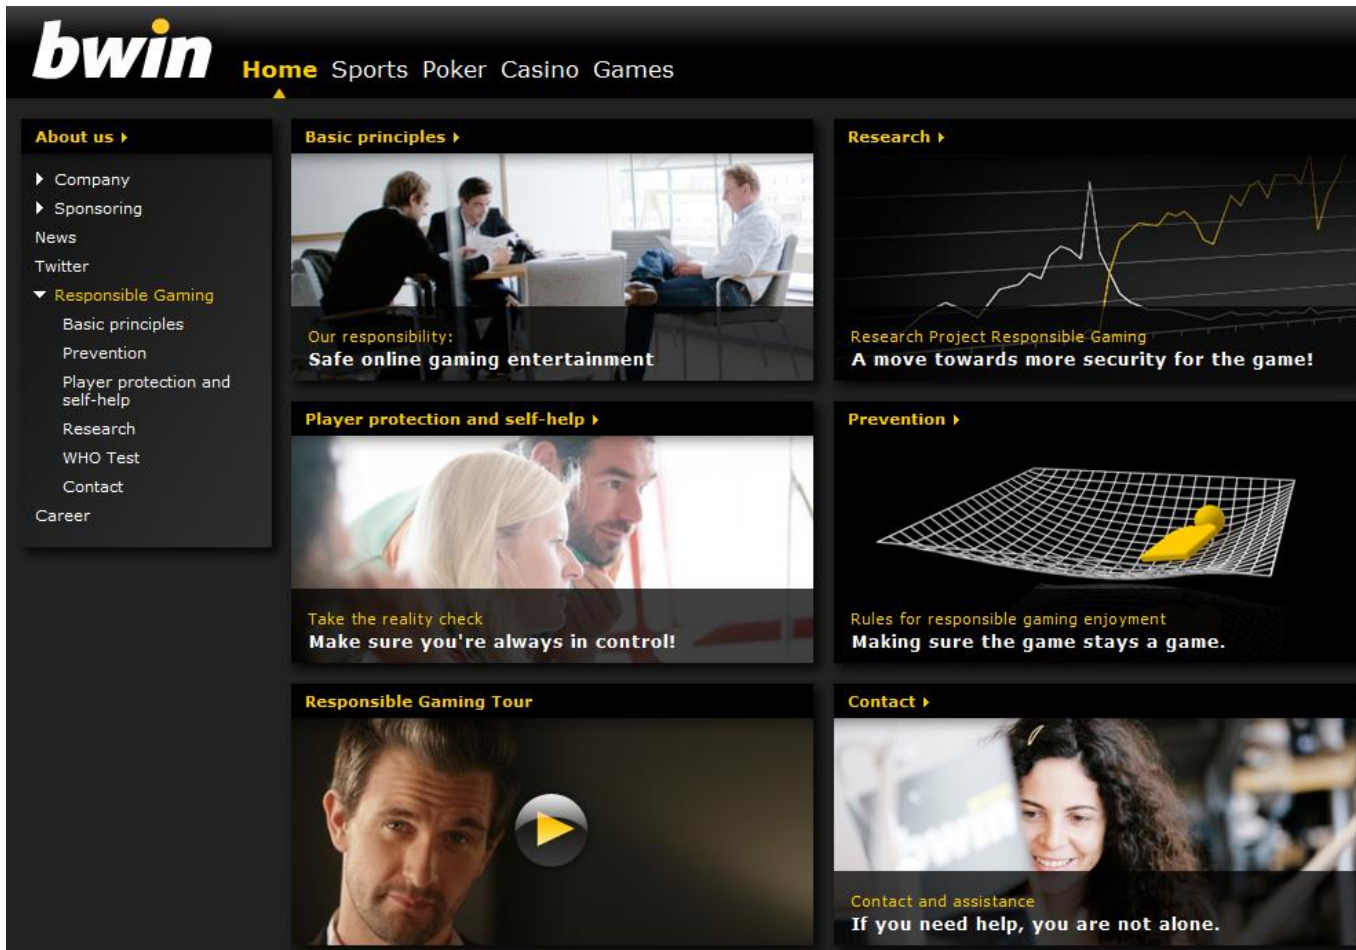 bwin
Home Sports Poker Casino Games
About us
Company
Sponsoring
News
Twitter
Responsible Gaming
Basic principles
Prevention
Player protection and
self-help
Research
WHO Test
Contact
Career
Basic principles
Our responsibility:
Safe online gaming entertainment
Research
Research Project Responsible Gaming
A move towards more security for the game!
Player protection and self-help
Take the reality check
Make sure you're always in control!
Prevention
Rules for responsible gaming enjoyment
Making sure the game stays a game.
Responsible Gaming Tour
Contact
bwin
Contact and assistance
If you need help, you are not alone.